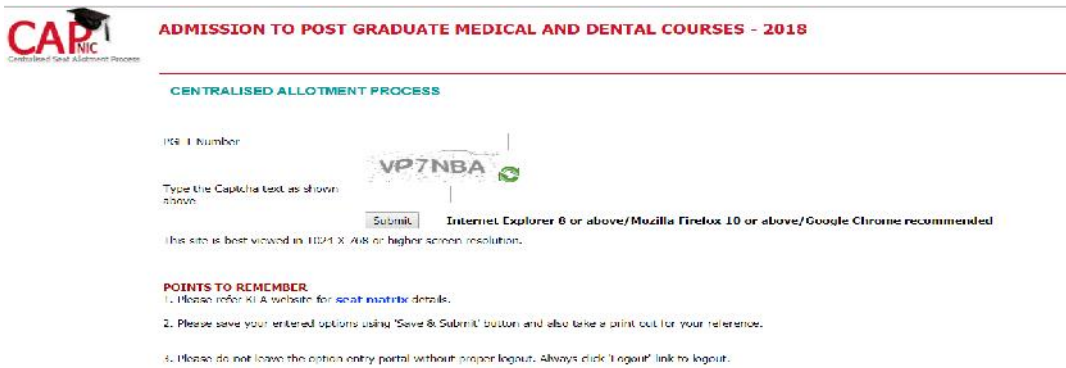 CAP
NIC
Centralised Seat Allotment Process
ADMISSION TO POST GRADUATE MEDICAL AND DENTAL COURSES - 2018
CENTRALISED ALLOTMENT PROCESS
PGET Number
VP7NBA
Type the Captcha text as shown
above
Submit Internet Explorer 8 or above/Mozilla Firefox 10 or above/Google Chrome recommended
This site is best viewed in 1024 X 768 or higher screen resolution.
POINTS TO REMEMBER
1. Please refer KEA website for seat matrix details.
2. Please save your entered options using 'Save & Submit' button and also take a print out for your reference.
3. Please do not leave the option entry portal without proper logout. Always click 'Logout' link to logout.